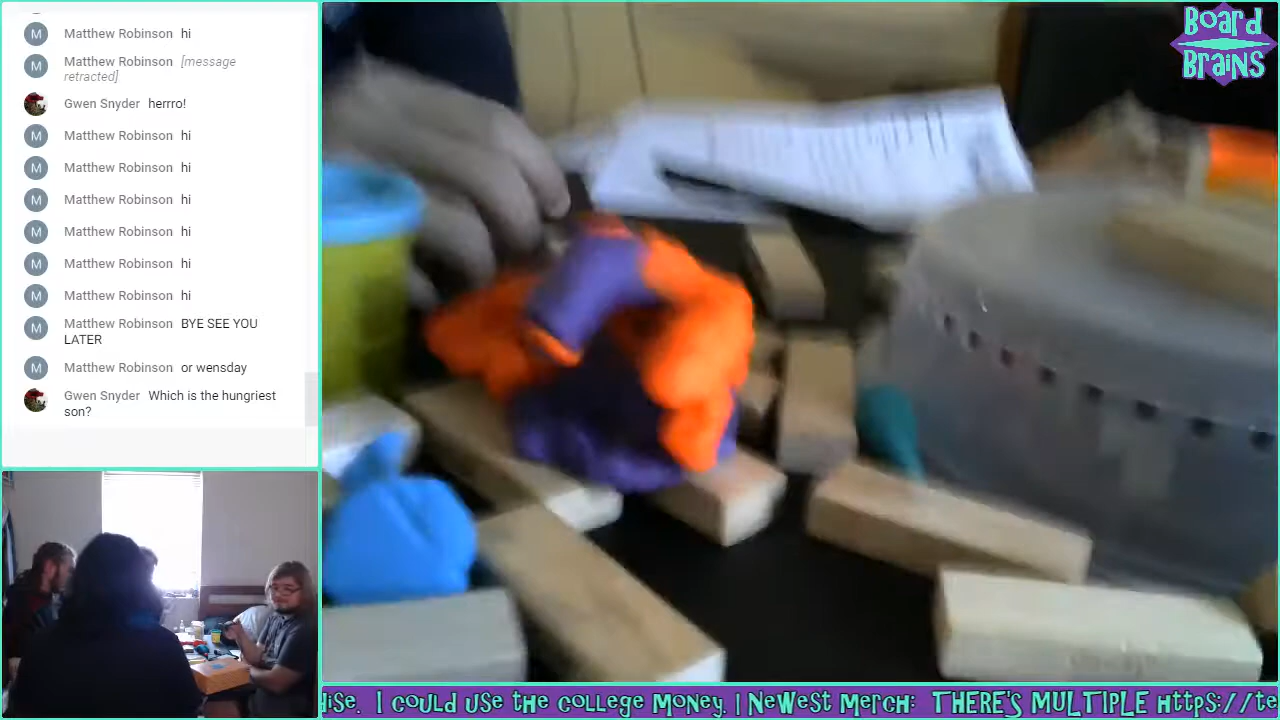 Matthew Robinson hi
Matthew Robinson [message
retracted]
Gwen Snyder herrro!
Matthew Robinson hi
Matthew Robinson hi
Matthew Robinson hi
Matthew Robinson hi
Matthew Robinson hi
Matthew Robinson hi
Matthew Robinson BYE SEE YOU
LATER
Matthew Robinson or wensday
Gwen Snyder Which is the hungriest
son?
M
M
M
M
M
M
M
M
M
M
Board
Brains
ise. I could use the college money. | Newest Merch: THERE'S MULTIPLE https://te